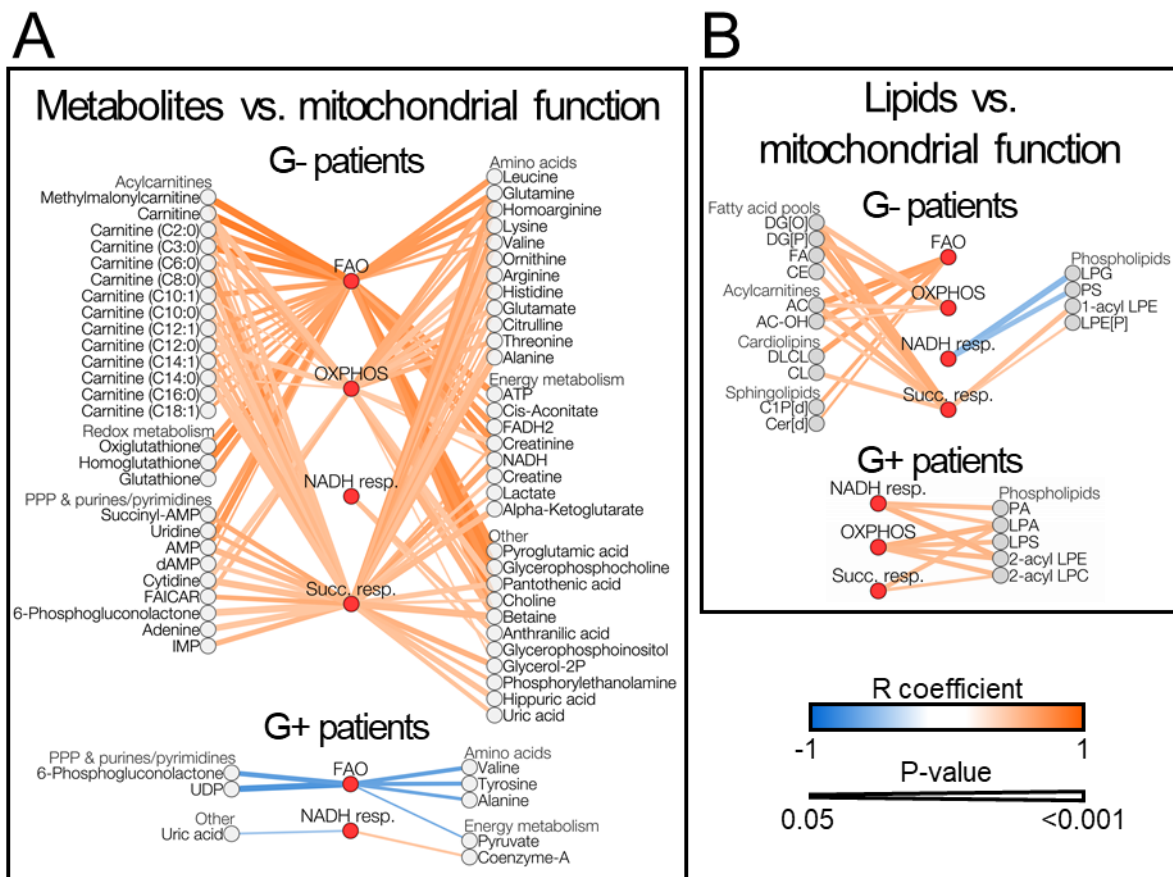 A
Metabolites vs. mitochondrial function
G- patients
Acylcarnitines
Methylmalonylcarnitine
Carnitine
Carnitine (C2:0)
Carnitine (C3:0)
Carnitine (C6:0)
Carnitine (C8:0)
Carnitine (C10:1)
Carnitine (C10:0)
Carnitine (C12:1)
Carnitine (C12:0)
Carnitine (C14:1)
Carnitine (C14:0)
Carnitine (C16:0)
Carnitine (C18:1)
Redox metabolism
Oxiglutathione
Homoglutathione
Glutathione
PPP & purines/pyrimidines
Succinyl-AMP
Uridine
AMP
dAMP
Cytidine
FAICAR
6-Phosphogluconolactone
Adenine
IMP
FAO
OXPHOS
NADH resp.
Succ. resp.
Amino acids
Leucine
Glutamine
Homoarginine
Lysine
Valine
Ornithine
Arginine
Histidine
Glutamate
Citrulline
Threonine
Alanine
Energy metabolism
ATP
Cis-Aconitate
FADH2
Creatinine
NADH
Creatine
Lactate
Alpha-Ketoglutarate
Other
Pyroglutamic acid
Glycerophosphocholine
Pantothenic acid
Choline
Betaine
Anthranilic acid
Glycerophosphoinositol
Glycerol-2P
Phosphorylethanolamine
Hippuric acid
Uric acid
G+ patients
PPP & purines/pyrimidines
6-Phosphogluconolactone
UDP
Other
Uric acid
FAO
NADH resp.
Amino acids
Valine
Tyrosine
Alanine
Energy metabolism
Pyruvate
Coenzyme-A
B
Lipids vs.
mitochondrial function
G- patients
Fatty acid pools
DG[O]
DG[P]
FA
CE
Acylcarnitines
AC
AC-OH
Cardiolipins
DLCL
CL
Sphingolipids
C1P[d]
Cer[d]
FAO
OXPHOS
NADH resp.
Succ. resp.
Phospholipids
LPG
PS
1-acyl LPE
LPE[P]
G+ patients
NADH resp.
OXPHOS
Succ. resp.
Phospholipids
PA
LPA
LPS
2-acyl LPE
2-acyl LPC
R coefficient
-1 1
P-value
0.05 <0.001